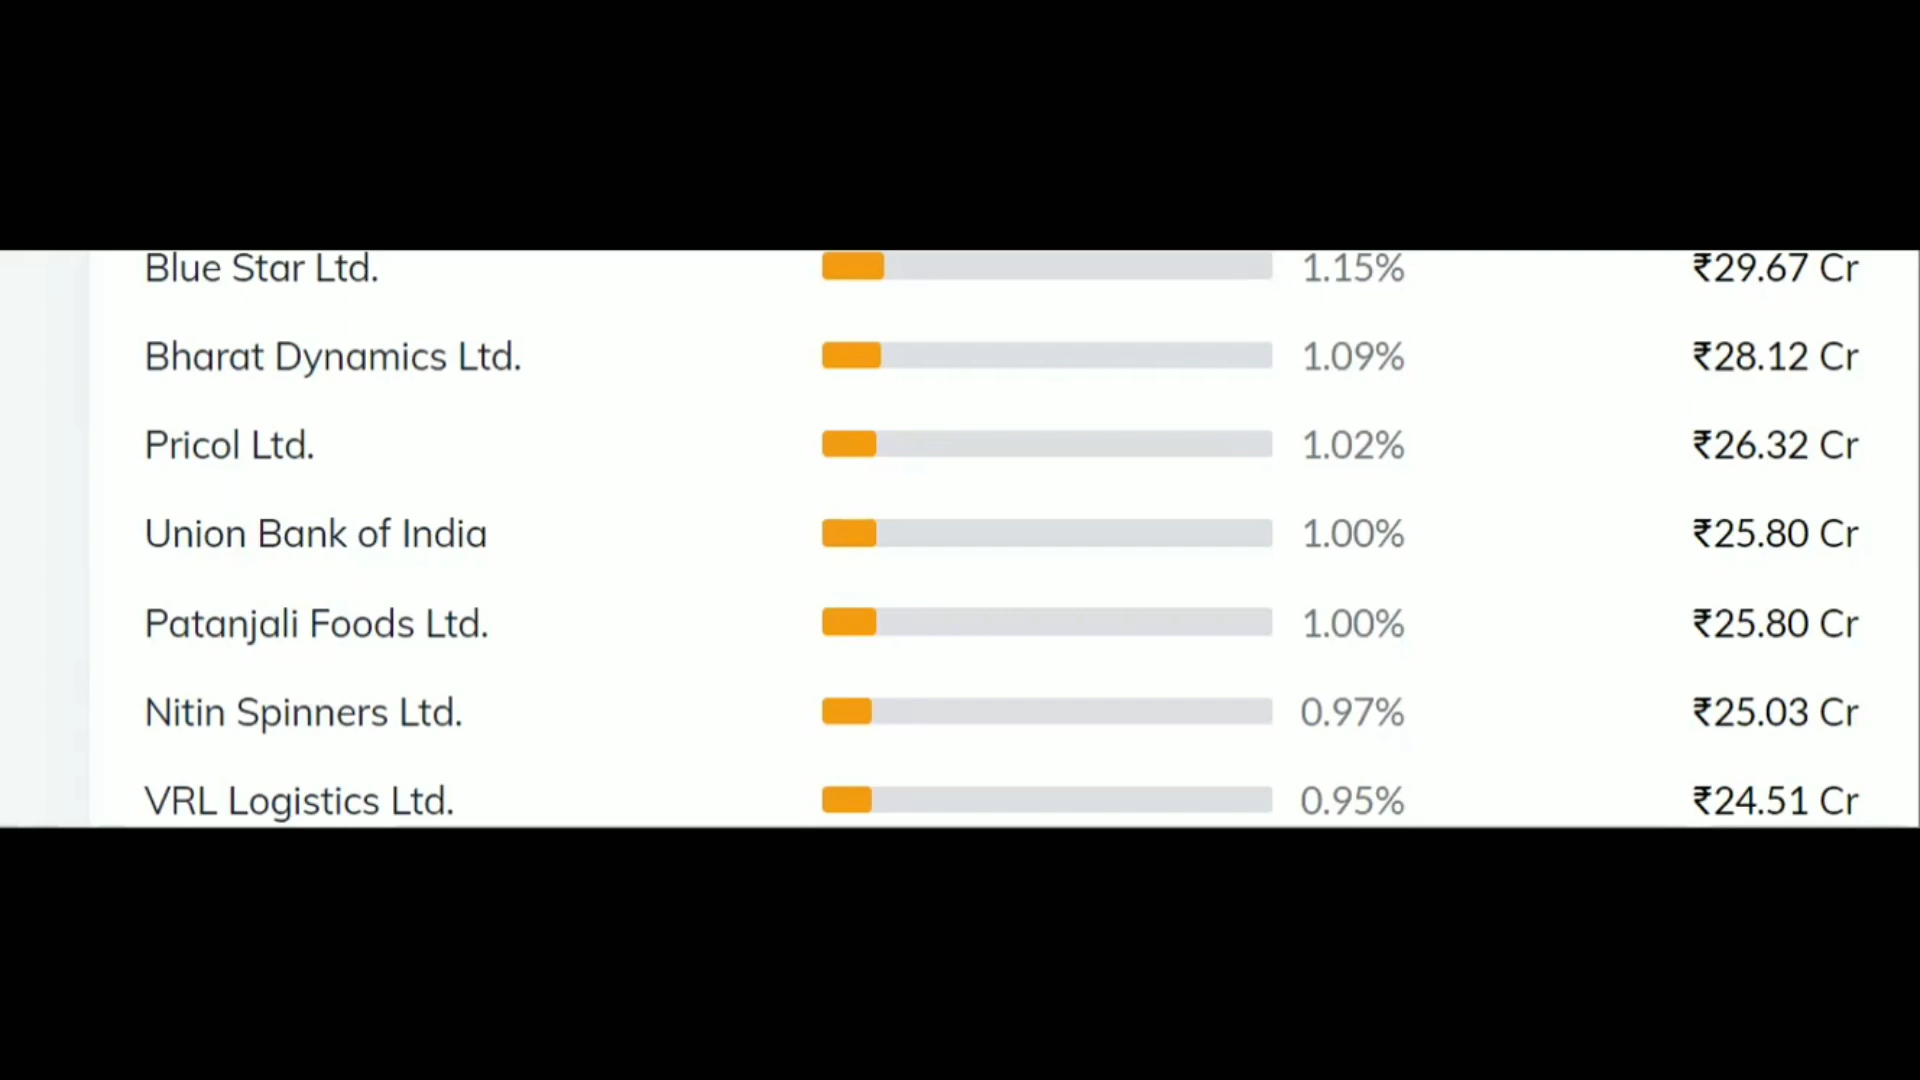 Blue Star Ltd. 1.15% ₹29.67 Cr
Bharat Dynamics Ltd. 1.09% ₹28.12 Cr
Pricol Ltd. 1.02% ₹26.32 Cr
Union Bank of India 1.00% ₹25.80 Cr
Patanjali Foods Ltd. 1.00% ₹25.80 Cr
Nitin Spinners Ltd. 0.97% ₹25.03 Cr
VRL Logistics Ltd. 0.95% ₹24.51 Cr